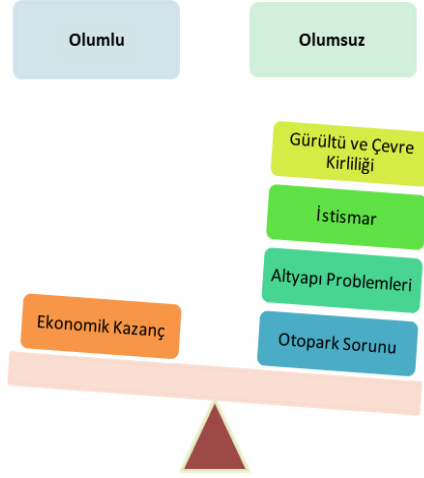 Olumlu
Olumsuz
Gürültü ve Çevre
Kirliliği
İstismar
Altyapı Problemleri
Ekonomik Kazanç
Otopark Sorunu